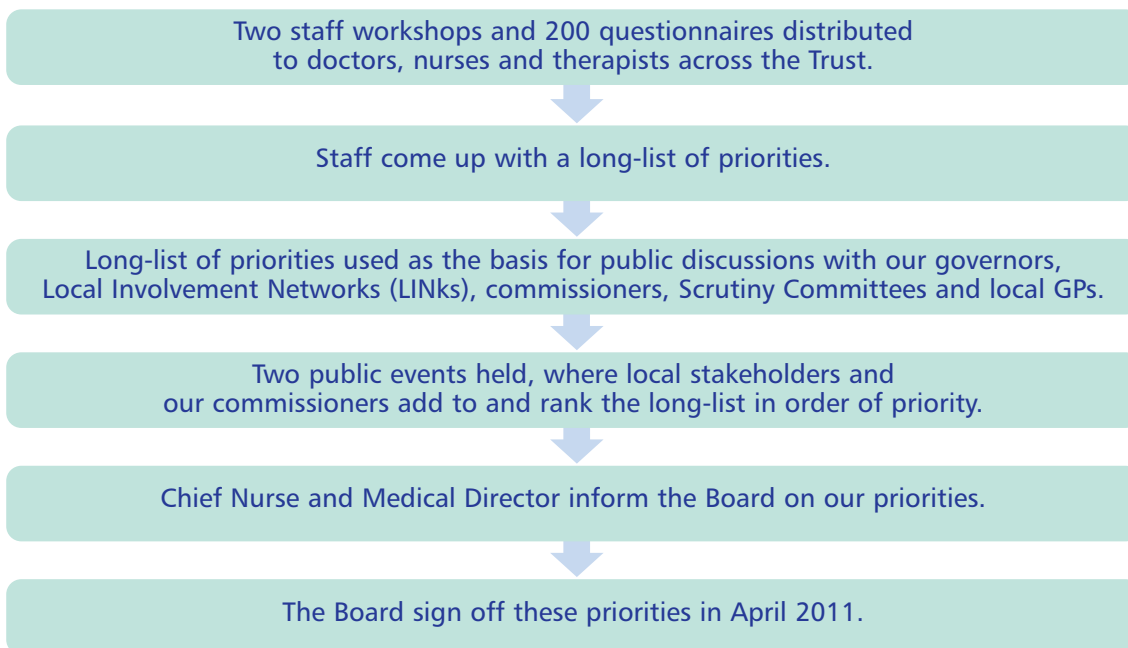 Two staff workshops and 200 questionnaires distributed
to doctors, nurses and therapists across the Trust.
Staff come up with a long-list of priorities.
Long-list of priorities used as the basis for public discussions with our governors,
Local Involvement Networks (LINks), commissioners, Scrutiny Committees and local GPs.
Two public events held, where local stakeholders and
our commissioners add to and rank the long-list in order of priority.
Chief Nurse and Medical Director inform the Board on our priorities.
The Board sign off these priorities in April 2011.